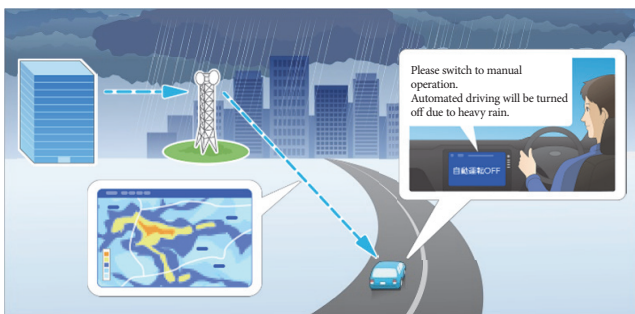 Please switch to manual
operation.
Automated driving will be turned
off due to heavy rain.
自動運転OFF